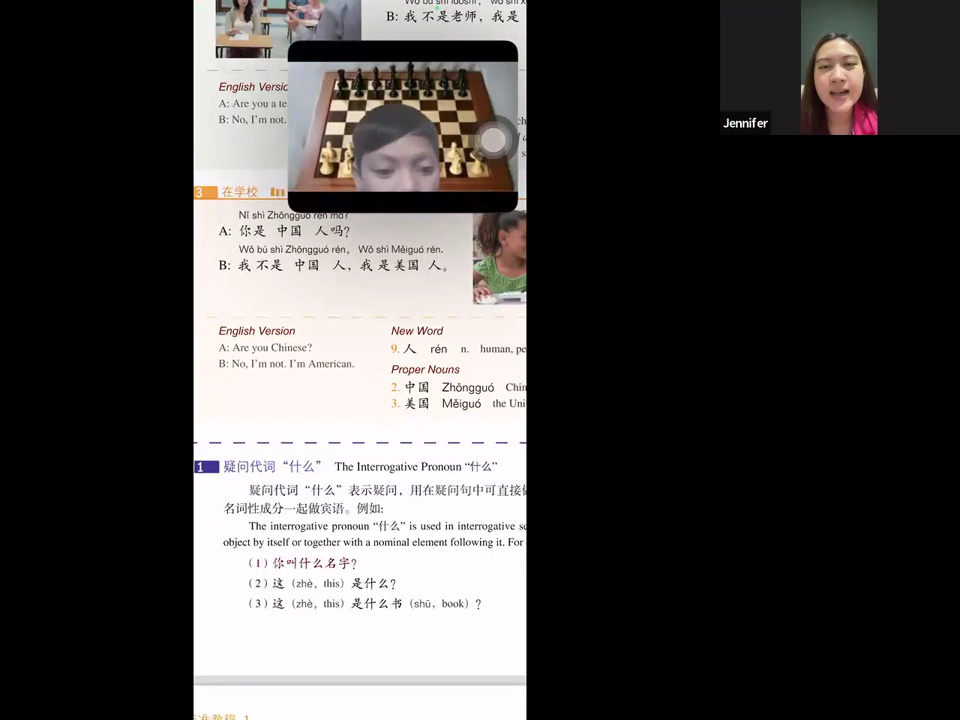 B: 我 不 是 老师，我 是
English
A: Are you a te
B: No, I'm not.
3 在学校 In
Nǐ shì Zhōngguó rén ma?
A: 你是 中国 人吗?
Wǒ bú shì Zhōngguó rén, Wǒ shì Měiguó rén.
B: 我 不是 中国 人，我 是美国 人。
English Version
A: Are you Chinese?
B: No, I'm not. I'm American.
New Word
9. 人 rén n. human, pe
Proper Nouns
2. 中国 Zhōngguó Chin
3. 美国 Měiguó the Uni
1 疑问代词“什么” The Interrogative Pronoun “什么”
疑问代词“什么”表示疑问，用在疑问句中可直接
名词性成分一起做宾语。例如:
The interrogative pronoun “什么” is used in interrogative se
object by itself or together with a nominal element following it. For
(1) 你叫什么名字?
(2) 这 (zhè, this) 是什么?
(3) 这 (zhè, this) 是什么书 (shū, book) ?
Jennifer